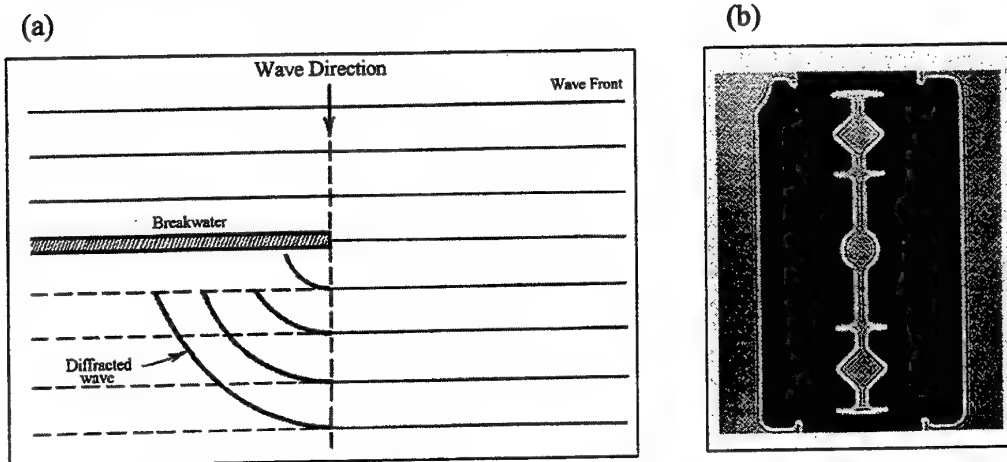 (a)
(b)
Wave Direction
Wave Front
Breakwater
Diffracted
wave